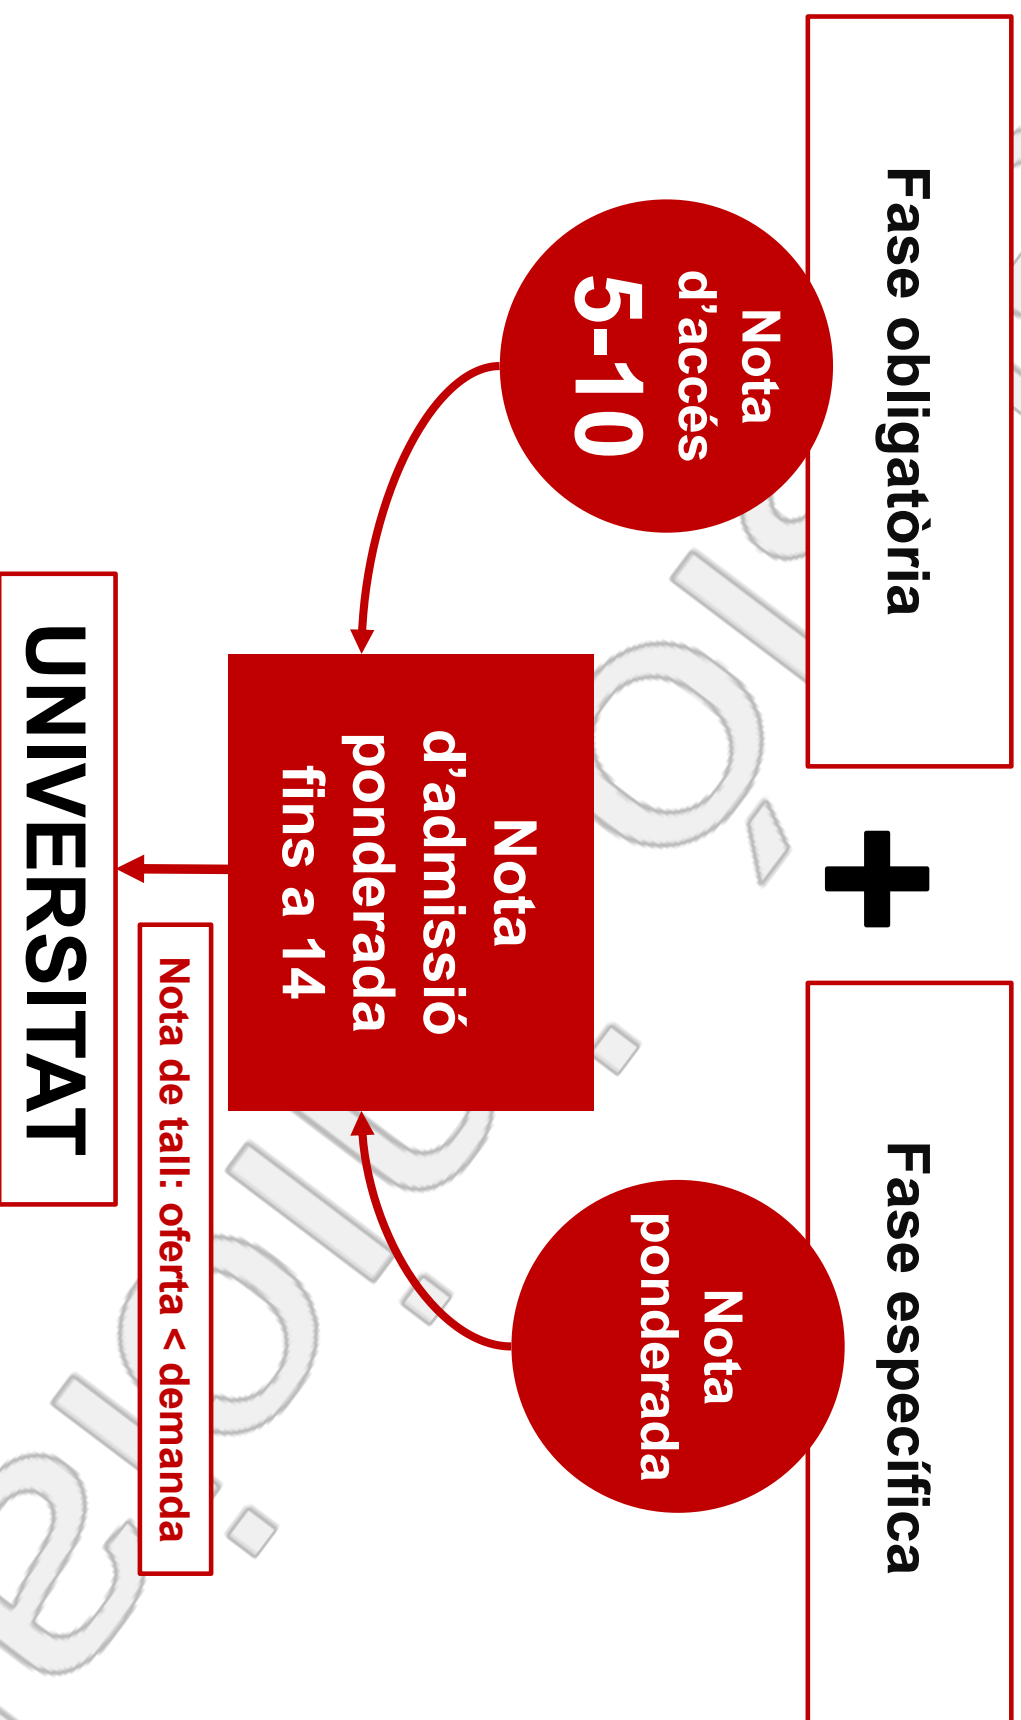 Fase obligatòria
+
Fase específica
Nota
d'accés
5-10
Nota
ponderada
Nota
d'admissió
ponderada
fins a 14
Nota de tall: oferta < demanda
UNIVERSITAT